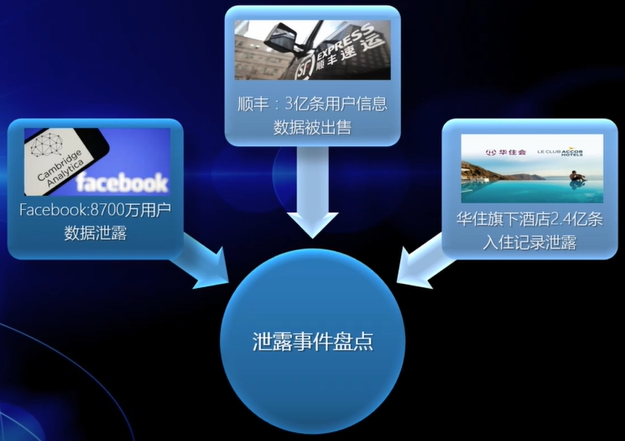 SF EXPRESS
顺丰速运
顺丰：3亿条用户信息
数据被出售
Cambridge
Analytica
facebook
Facebook:8700万用户
数据泄露
华住会
LE CLUB ACCOR
HOTELS
华住旗下酒店2.4亿条
入住记录泄露
泄露事件盘点